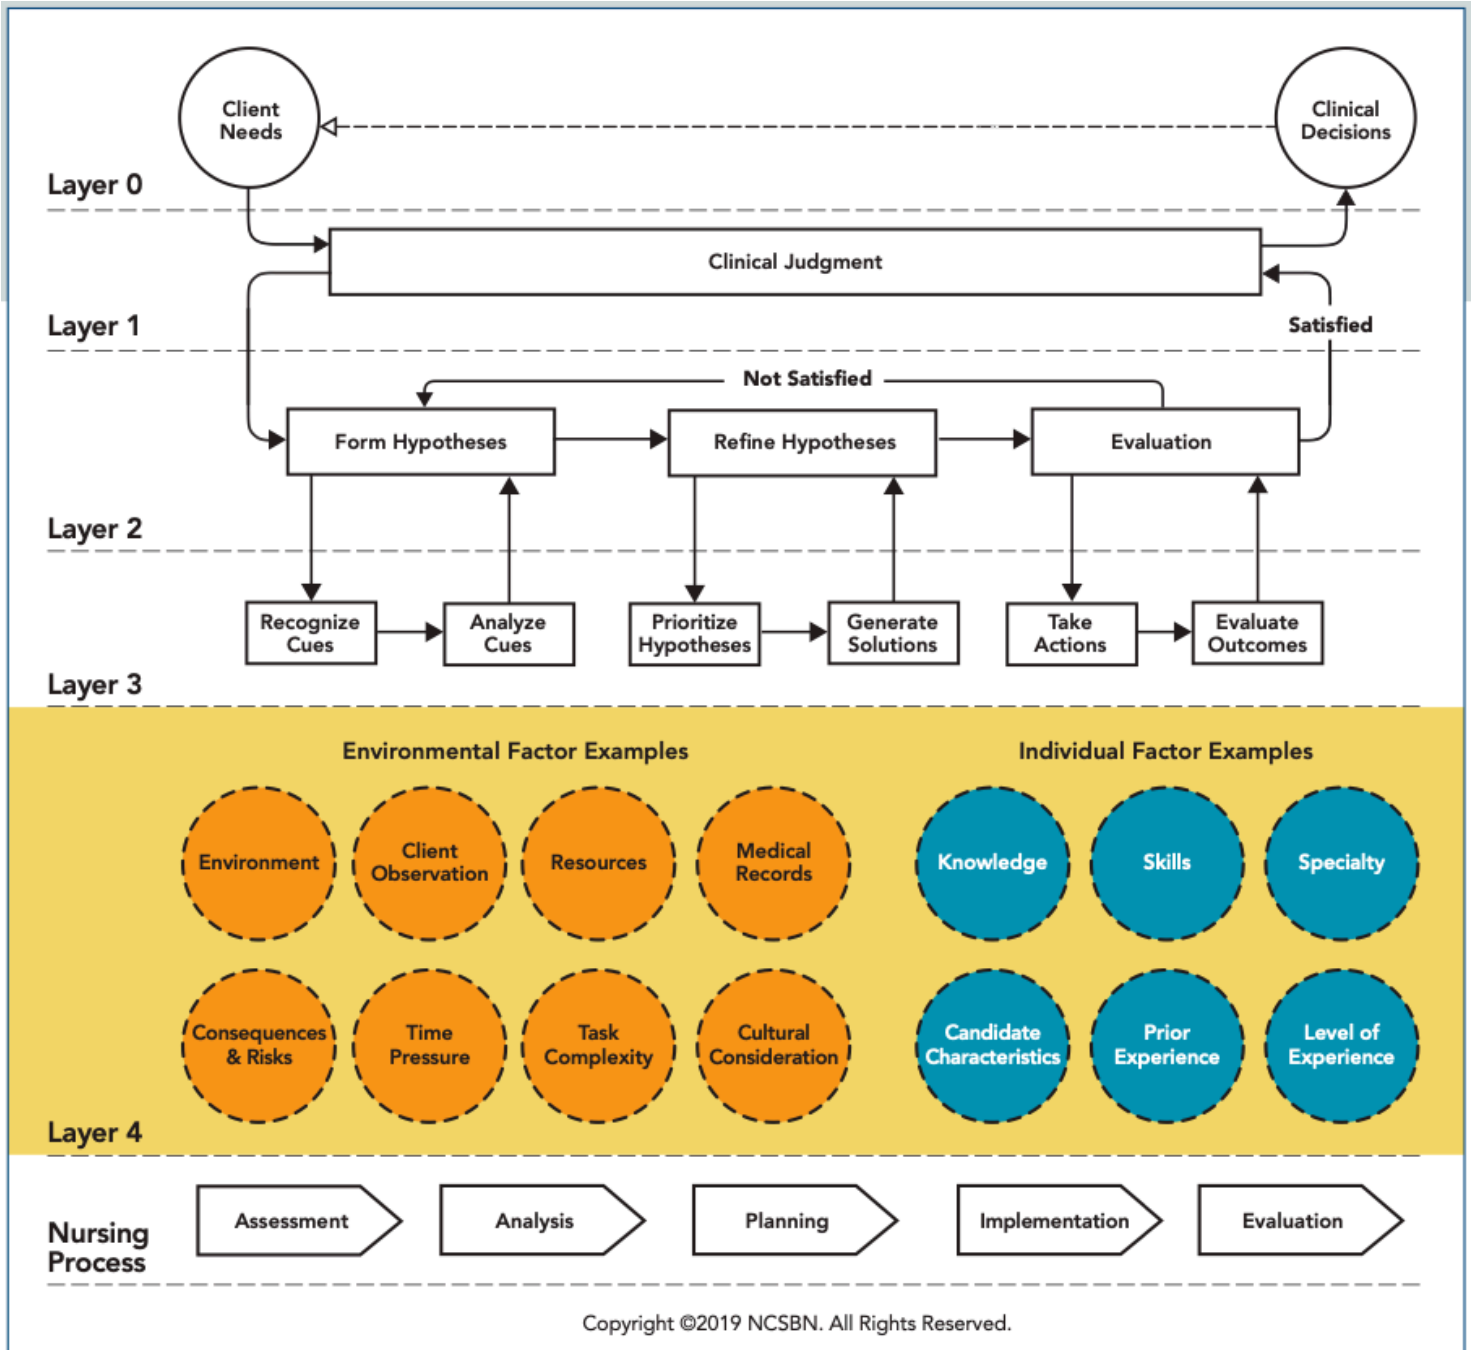 Client
Needs
Clinical
Decisions
Layer 0
Clinical Judgment
Layer 1
Satisfied
Not Satisfied
Form Hypotheses
Refine Hypotheses
Evaluation
Layer 2
Recognize
Cues
Analyze
Cues
Prioritize
Hypotheses
Generate
Solutions
Take
Actions
Evaluate
Outcomes
Layer 3
Environmental Factor Examples
Individual Factor Examples
Environment
Client
Observation
Resources
Medical
Records
Knowledge
Skills
Specialty
Consequences
& Risks
Time
Pressure
Task
Complexity
Cultural
Consideration
Candidate
Characteristics
Prior
Experience
Level of
Experience
Layer 4
Nursing
Process
Assessment
Analysis
Planning
Implementation
Evaluation
Copyright ©2019 NCSBN. All Rights Reserved.